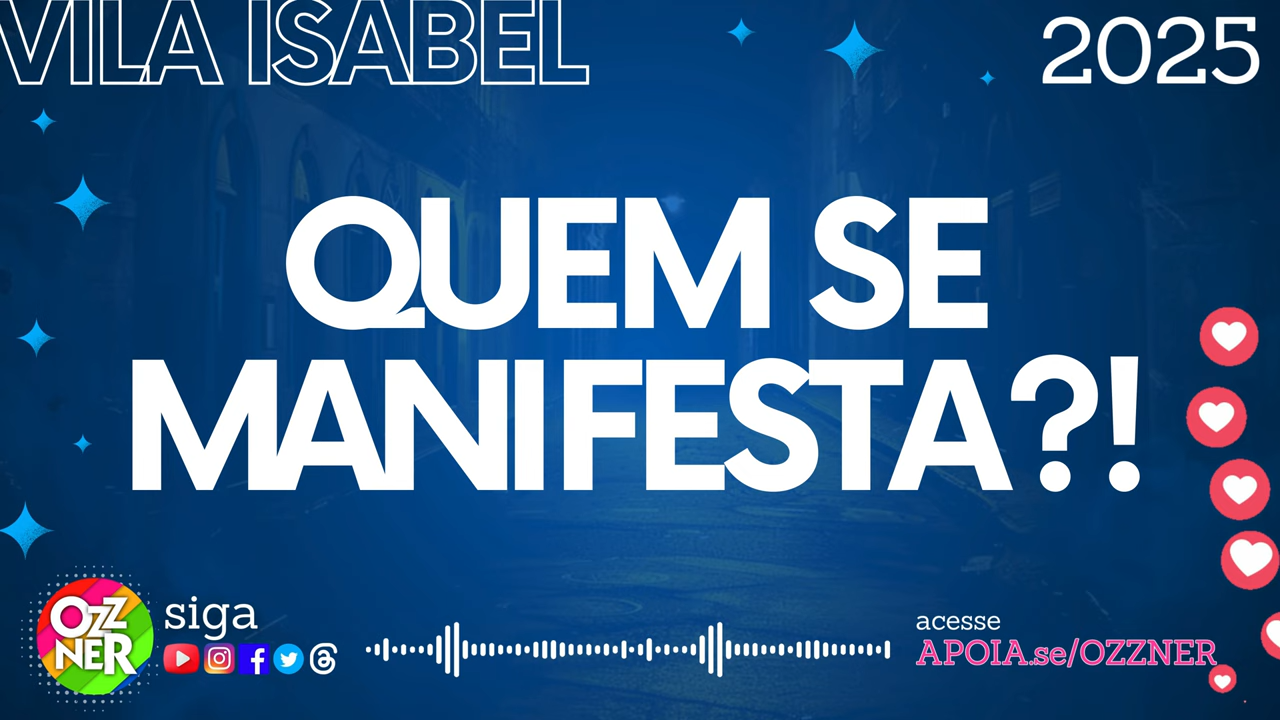 VILA ISABEL
2025
QUEM SE
MANIFESTA?!
OZZ
NER
siga
acesse
APOIA.se/OZZNER